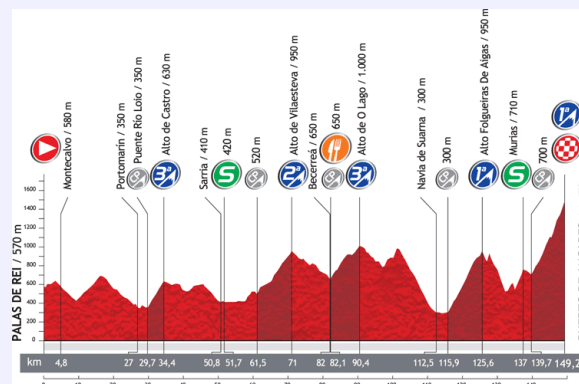 Montecalvo / 580 m
Portomarín / 350 m
Puente Río Loio / 350 m
Alto de Castro / 630 m
Sarria / 410 m
420 m
520 m
Alto de Vilaesteva / 950 m
Becerreá / 650 m
650 m
Alto de O Lago / 1.000 m
Navia de Suarna / 300 m
300 m
Alto Folgueiras De Aigas / 950 m
Murias / 710 m
700 m
3ª
S
2ª
3ª
1ª
S
1ª
PALAS DE REI / 570 m
1600
1400
1200
1000
800
600
400
200
0
km 4,8 27 29,7 34,4 50,8 51,7 61,5 71 82 82,1 90,4 112,5 115,9 125,6 137 139,7 149,2